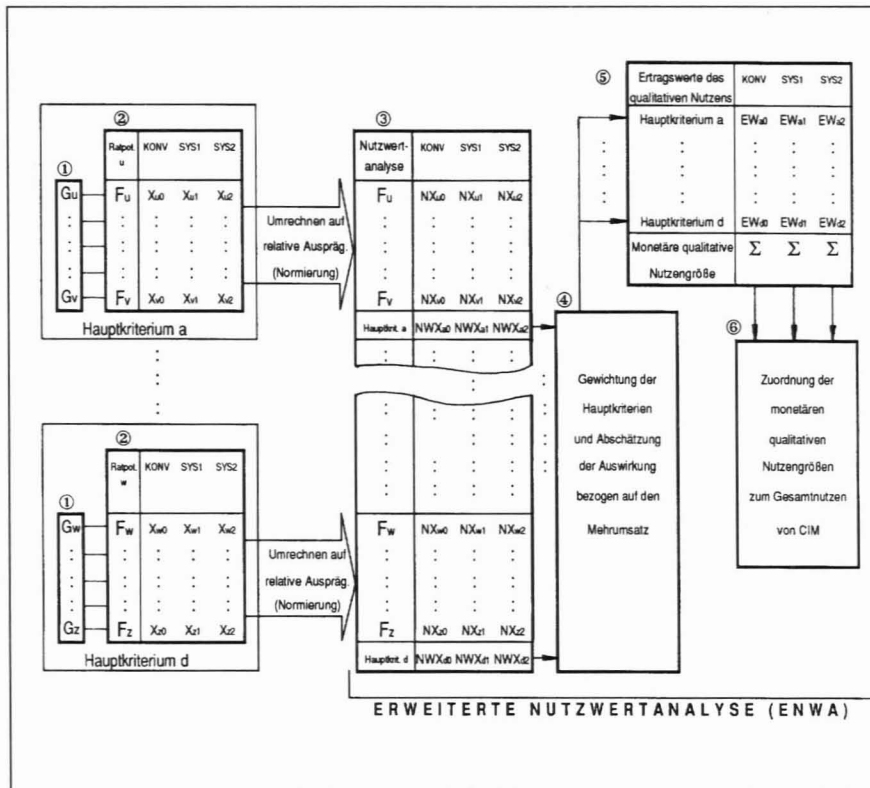 ①
②
Ratpot. u KONV SYS1 SYS2
Gu Fu Xu0 Xu1 Xu2
Gv Fv Xv0 Xv1 Xv2
Hauptkriterium a
Umrechnen auf
relative Auspräg.
(Normierung)
①
②
Ratpot. w KONV SYS1 SYS2
Gw Fw Xw0 Xw1 Xw2
Gz Fz Xz0 Xz1 Xz2
Hauptkriterium d
Umrechnen auf
relative Auspräg.
(Normierung)
③
Nutzwert-
analyse KONV SYS1 SYS2
Fu NXu0 NXu1 NXu2
Fv NXv0 NXv1 NXv2
Hauptkrit. a NWXa0 NWXa1 NWXa2
Fw NXw0 NXw1 NXw2
Fz NXz0 NXz1 NXz2
Hauptkrit. d NWXd0 NWXd1 NWXd2
④
Gewichtung der
Hauptkriterien
und Abschätzung
der Auswirkung
bezogen auf den
Mehrumsatz
⑤
Ertragswerte des
qualitativen Nutzens KONV SYS1 SYS2
Hauptkriterium a EWa0 EWa1 EWa2
Hauptkriterium d EWd0 EWd1 EWd2
Monetäre qualitative
Nutzengröße Σ Σ Σ
⑥
Zuordnung der
monetären
qualitativen
Nutzengrößen
zum Gesamtnutzen
von CIM
ERWEITERTE NUTZWERTANALYSE (ENWA)